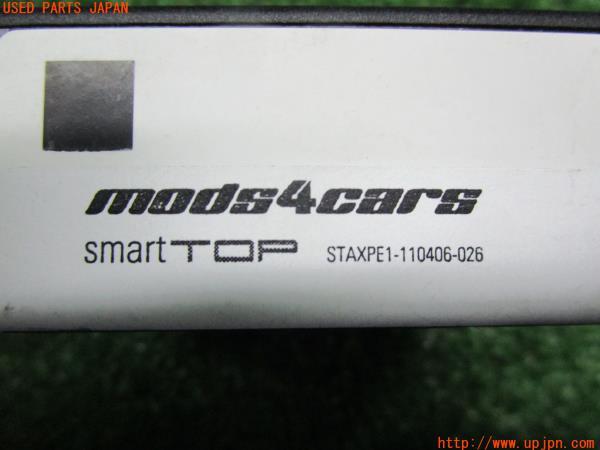 USED PARTS JAPAN
mods4cars
smartTOP STAXPE1-110406-026
http://www.upjpn.com/